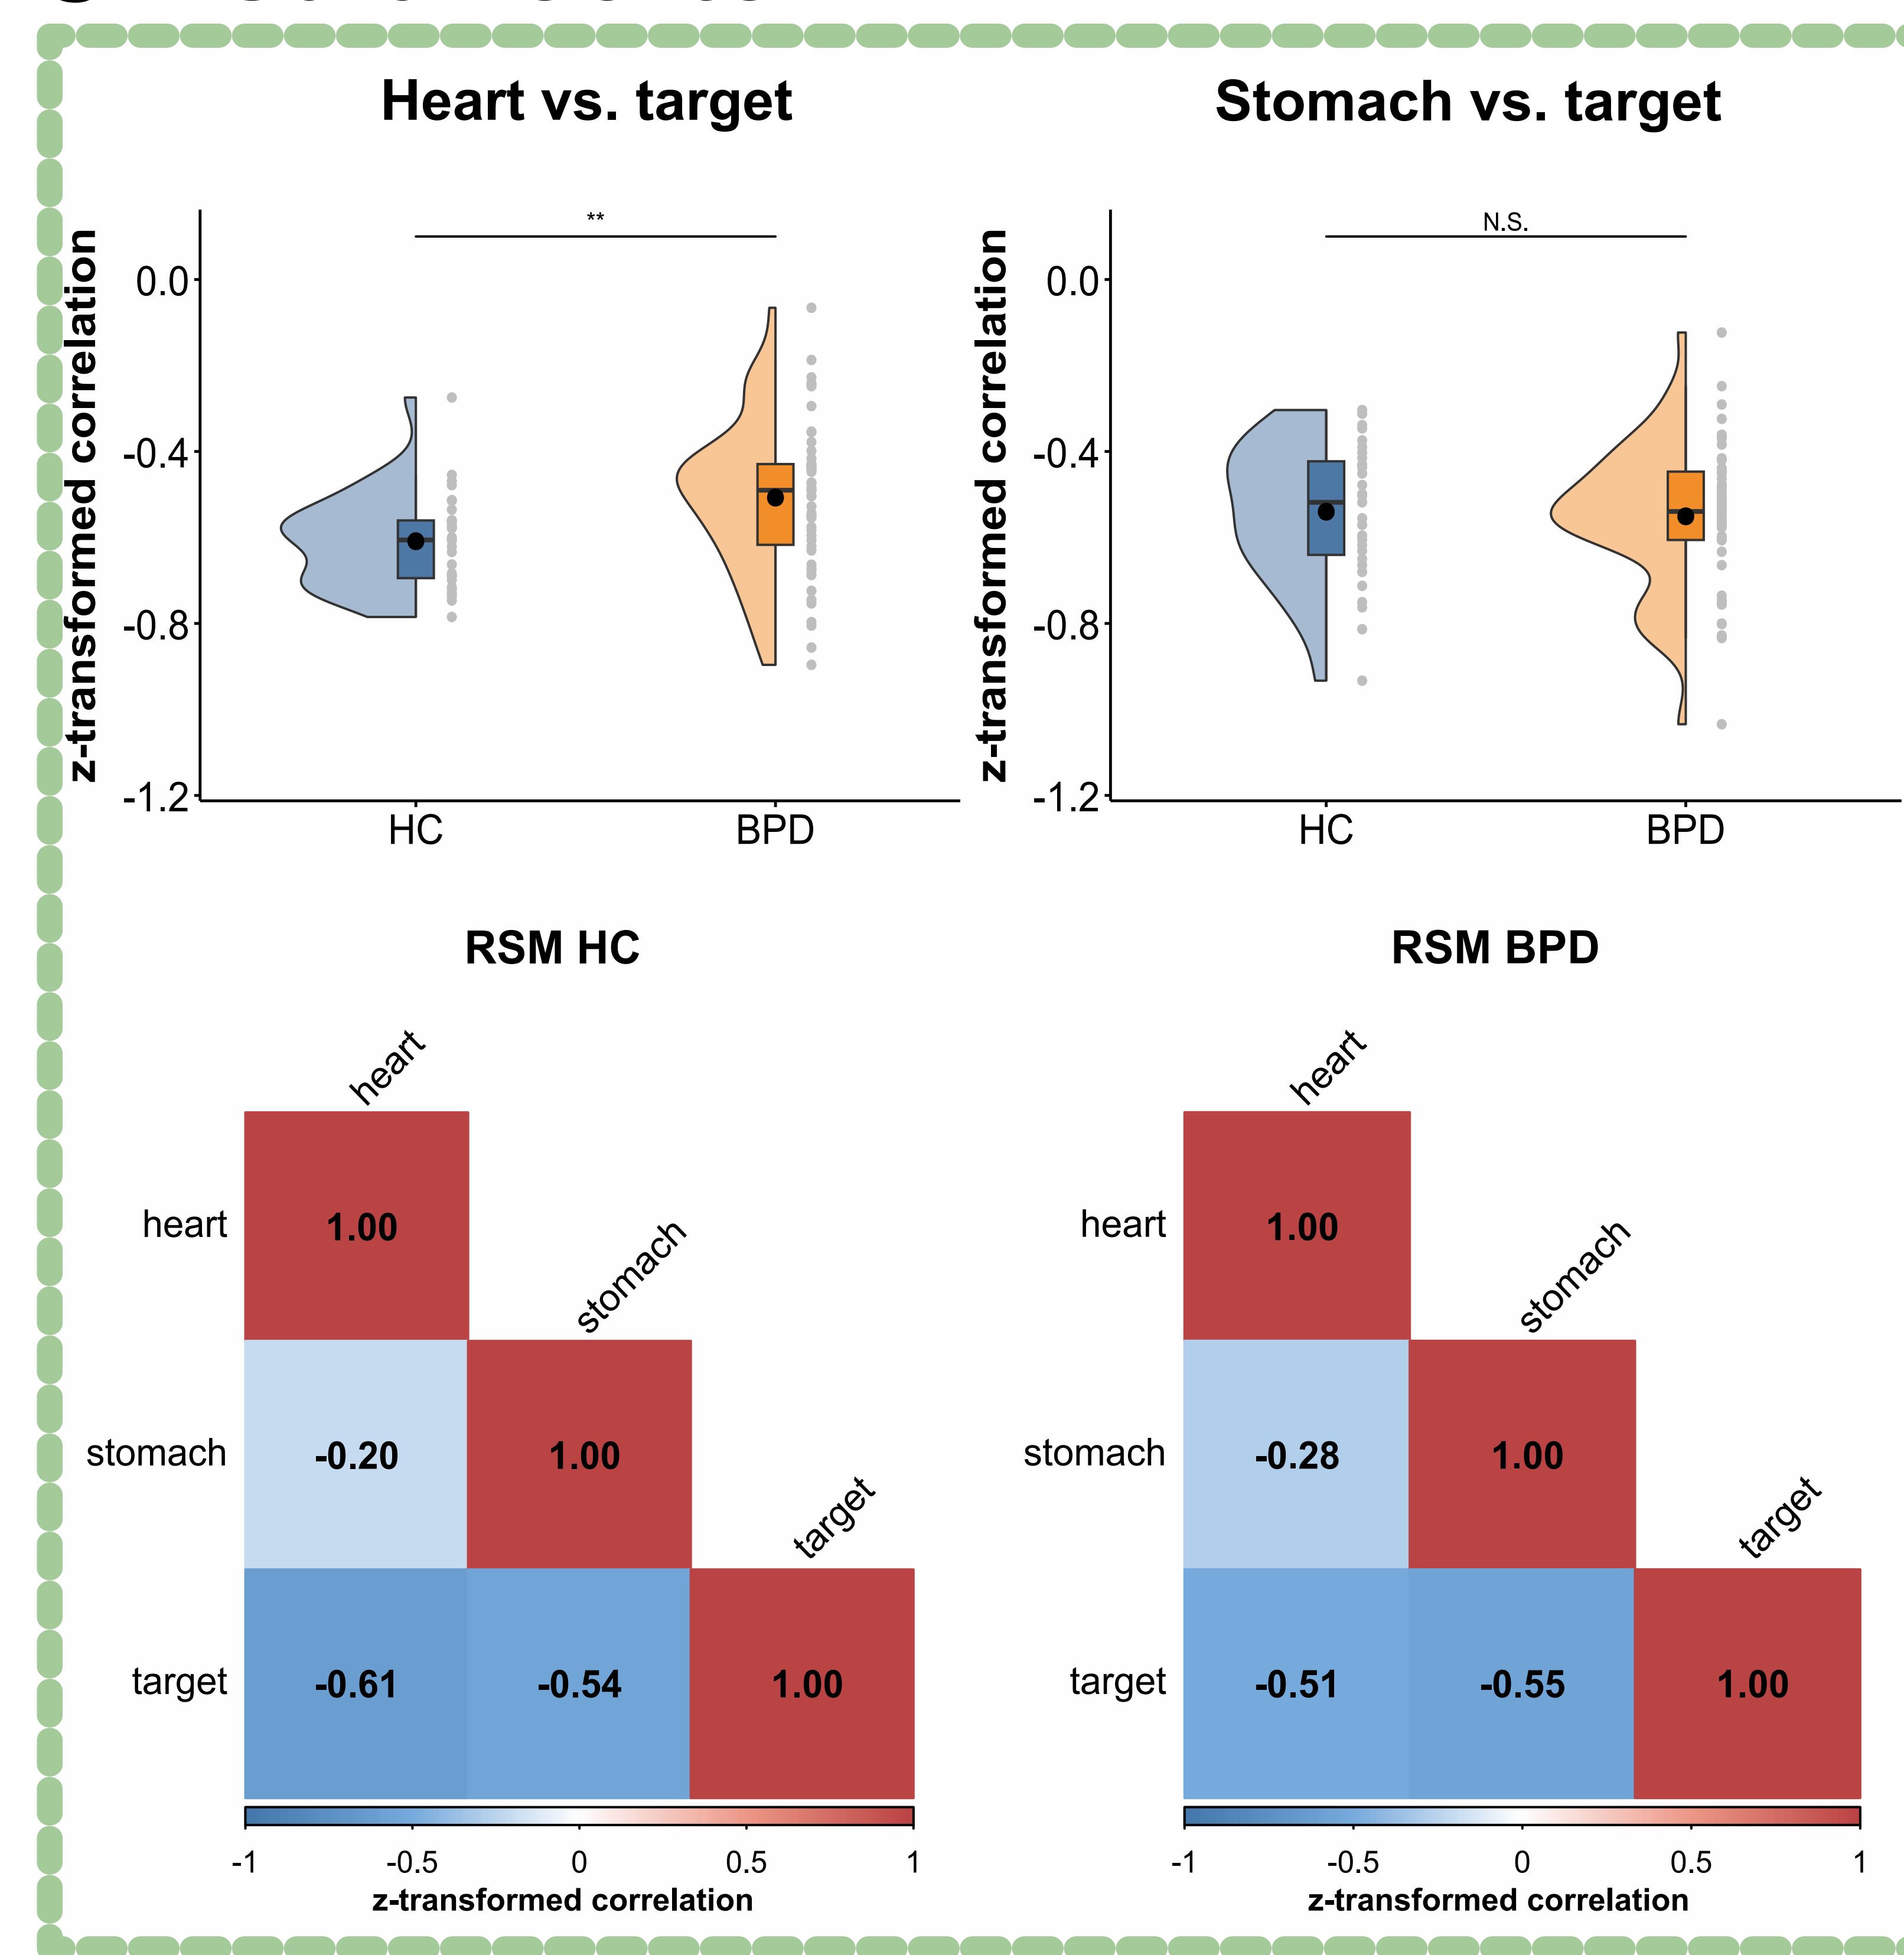 Heart vs. target
Stomach vs. target
z-transformed correlation
0.0
-0.4
-0.8
-1.2
**
HC
BPD
z-transformed correlation
0.0
-0.4
-0.8
-1.2
N.S.
HC
BPD
RSM HC
heart
heart
1.00
stomach
stomach
-0.20
1.00
target
target
-0.61
-0.54
1.00
-1
-0.5
0
0.5
1
z-transformed correlation
RSM BPD
heart
heart
1.00
stomach
stomach
-0.28
1.00
target
target
-0.51
-0.55
1.00
-1
-0.5
0
0.5
1
z-transformed correlation